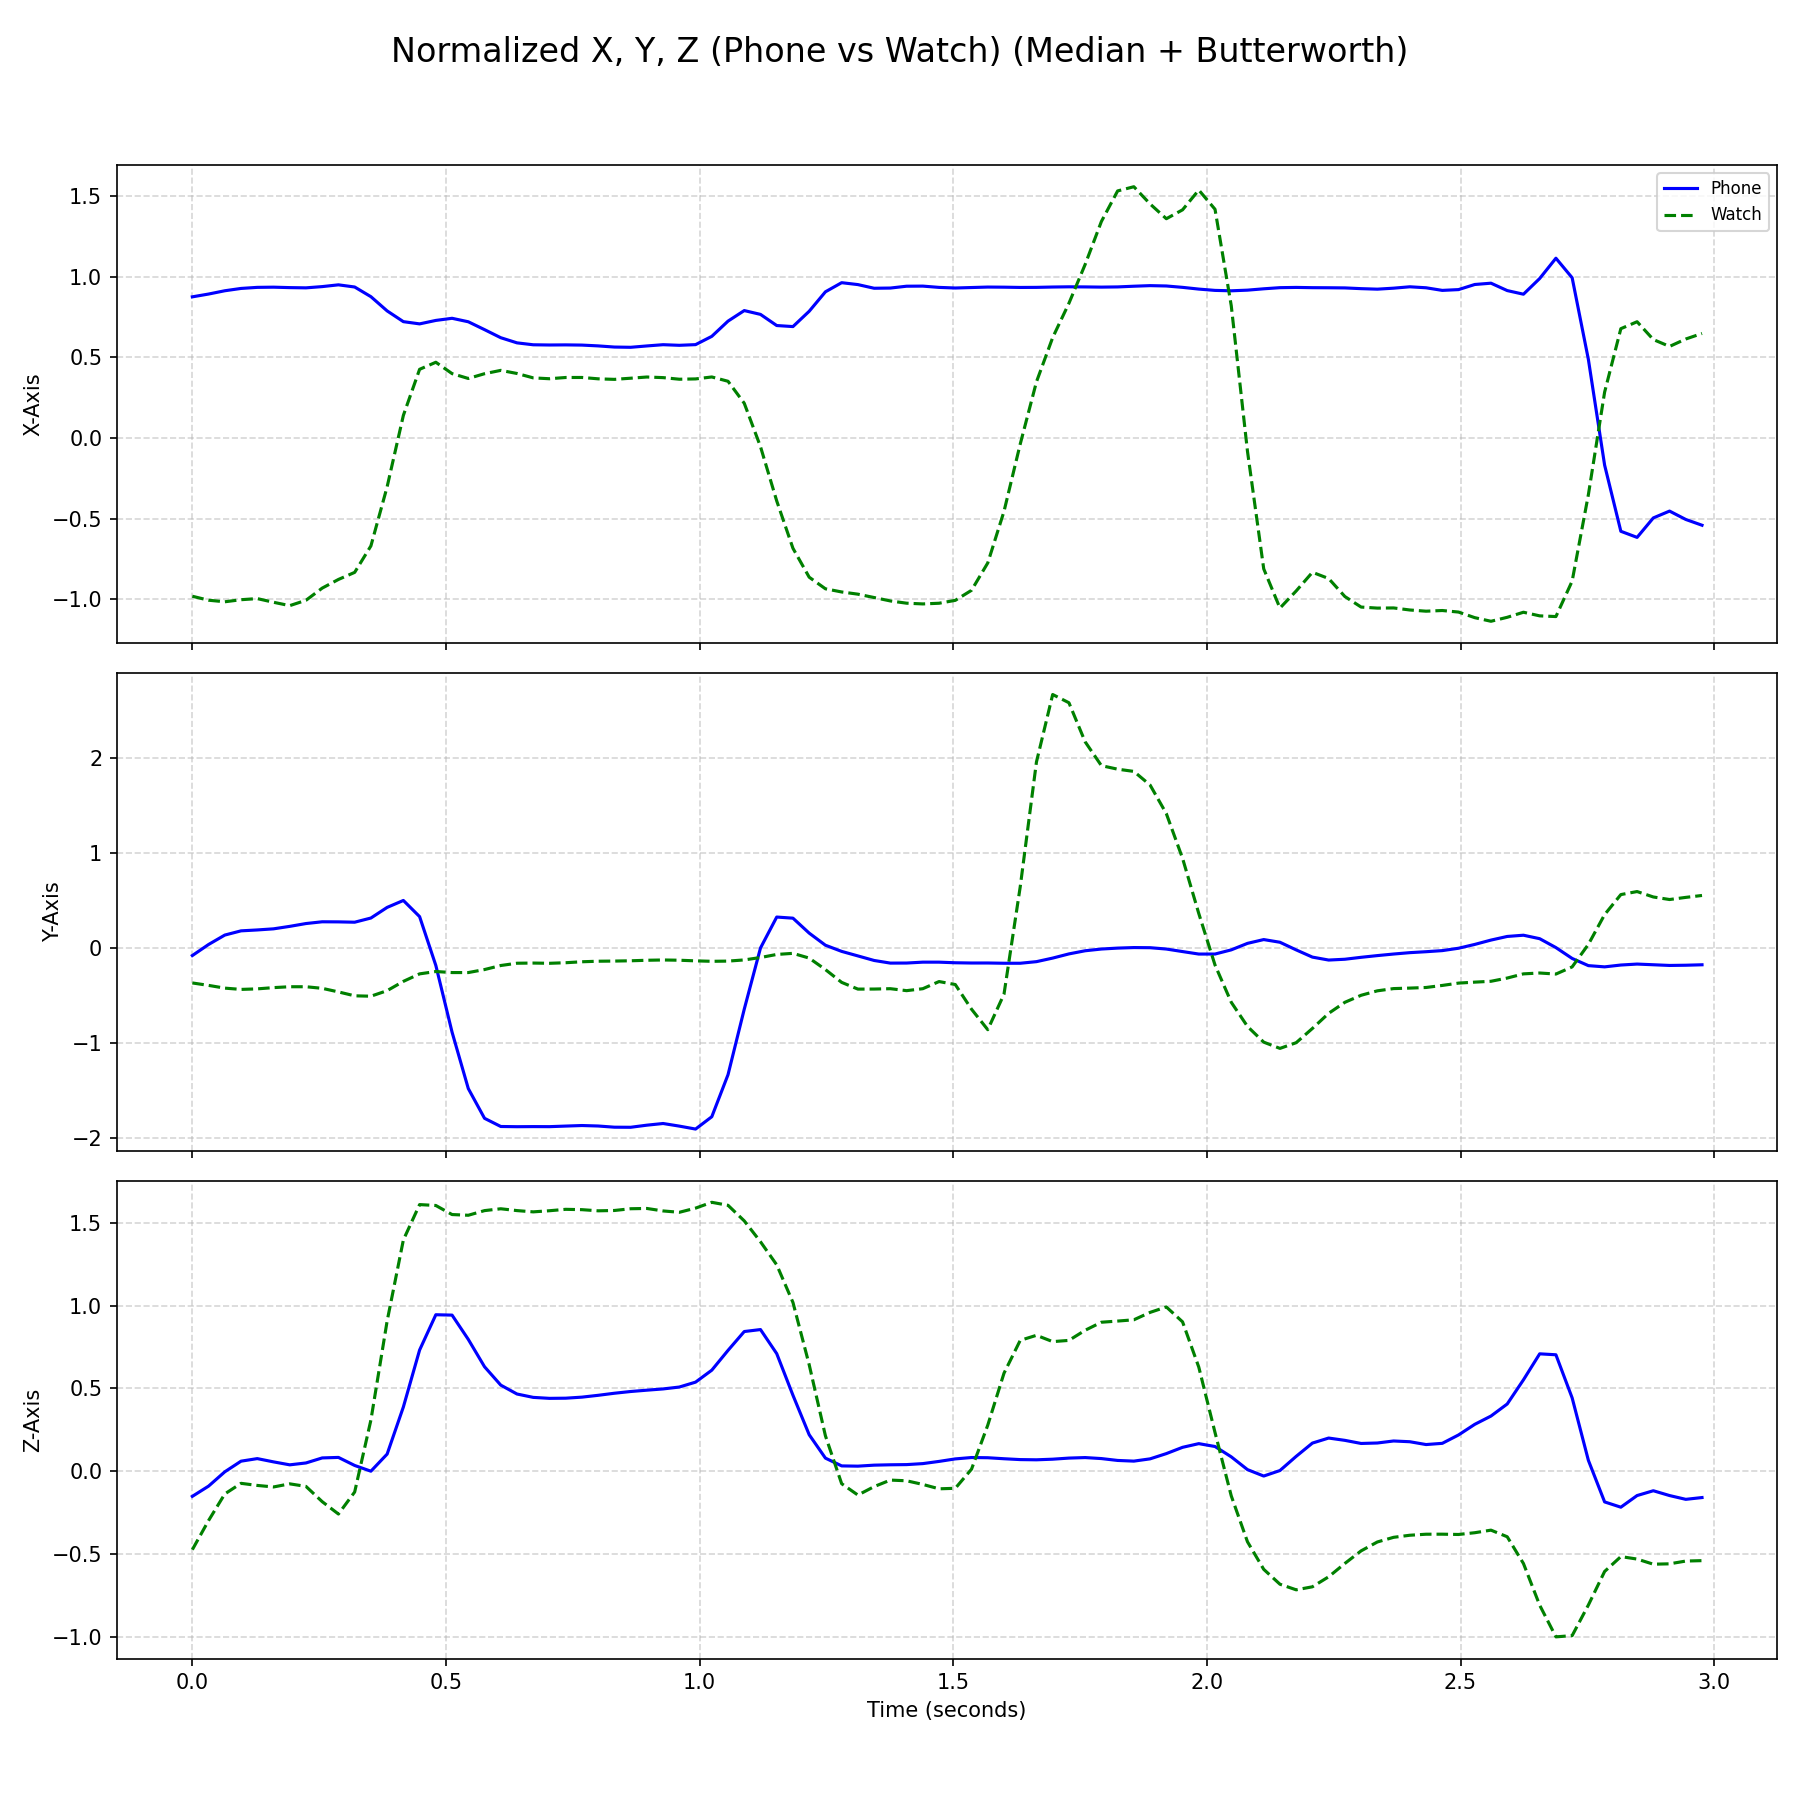 Normalized X, Y, Z (Phone vs Watch) (Median + Butterworth)
Phone
Watch
1.5
1.0
0.5
0.0
−0.5
−1.0
X-Axis
2
1
0
−1
−2
Y-Axis
1.5
1.0
0.5
0.0
−0.5
−1.0
Z-Axis
0.0 0.5 1.0 1.5 2.0 2.5 3.0
Time (seconds)